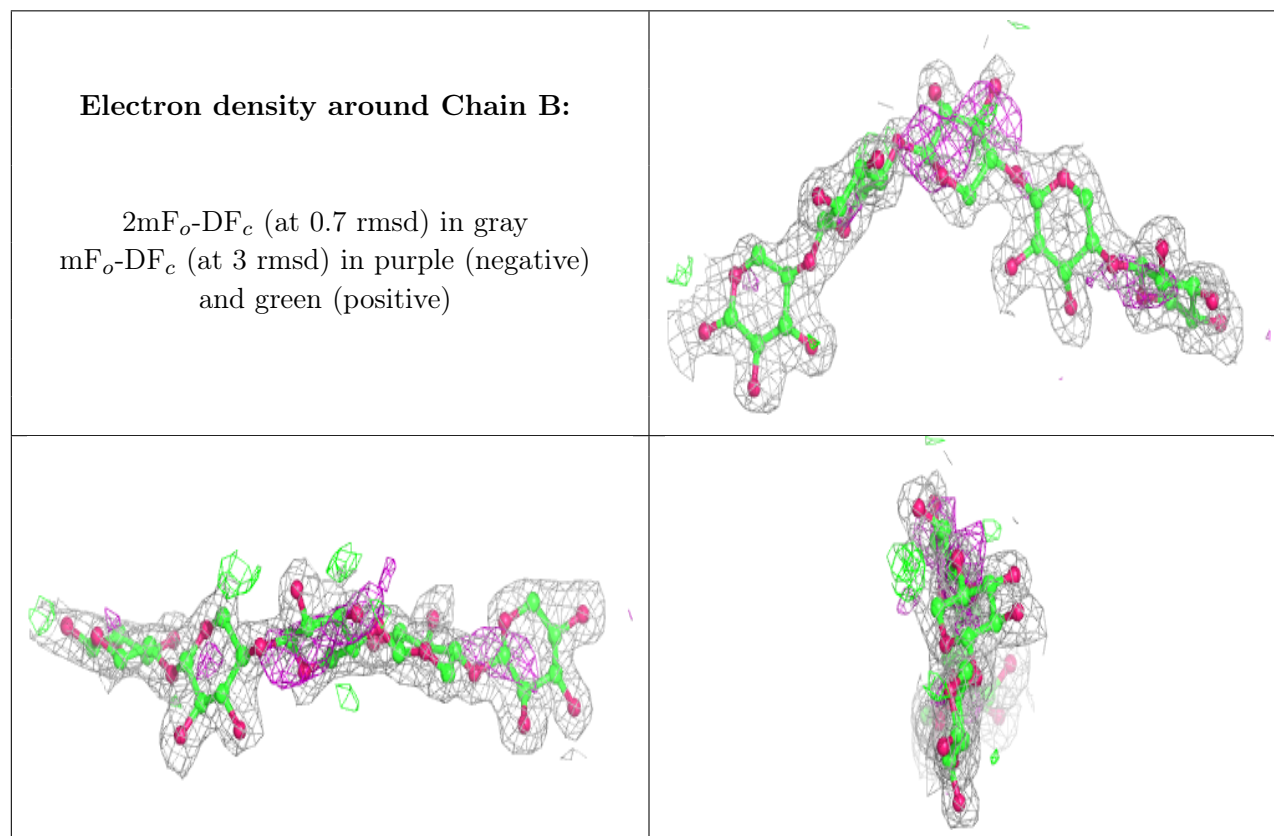 Electron density around Chain B:
2mFo-DFc (at 0.7 rmsd) in gray
mFo-DFc (at 3 rmsd) in purple (negative)
and green (positive)